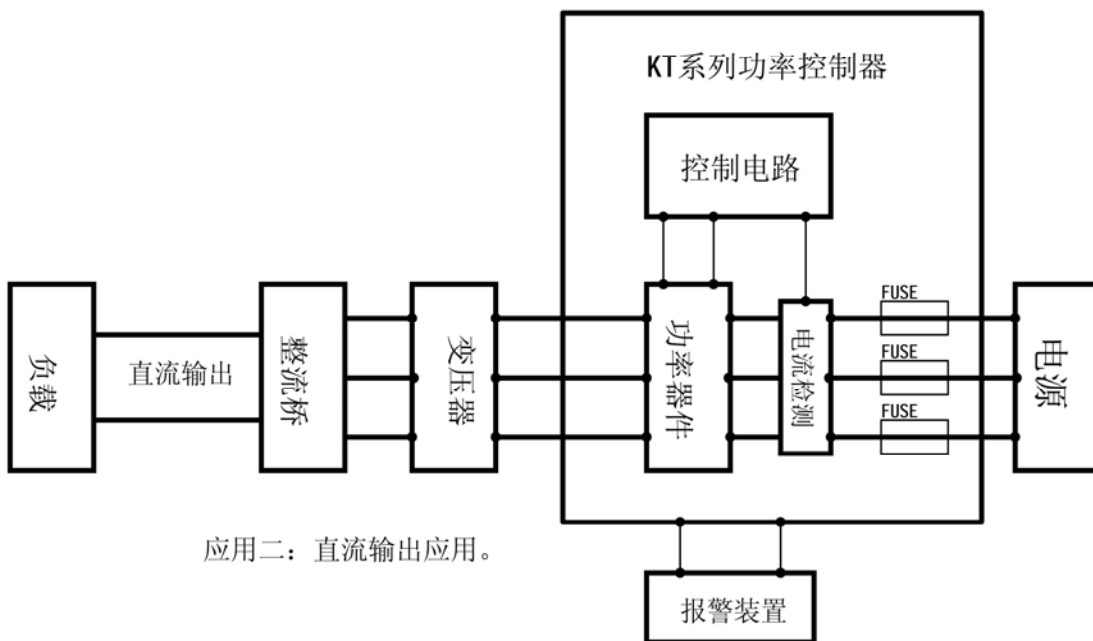 KT系列功率控制器
控制电路
FUSE
FUSE
FUSE
负载
直流输出
整流桥
变压器
功率器件
电流检测
电源
应用二：直流输出应用。
报警装置